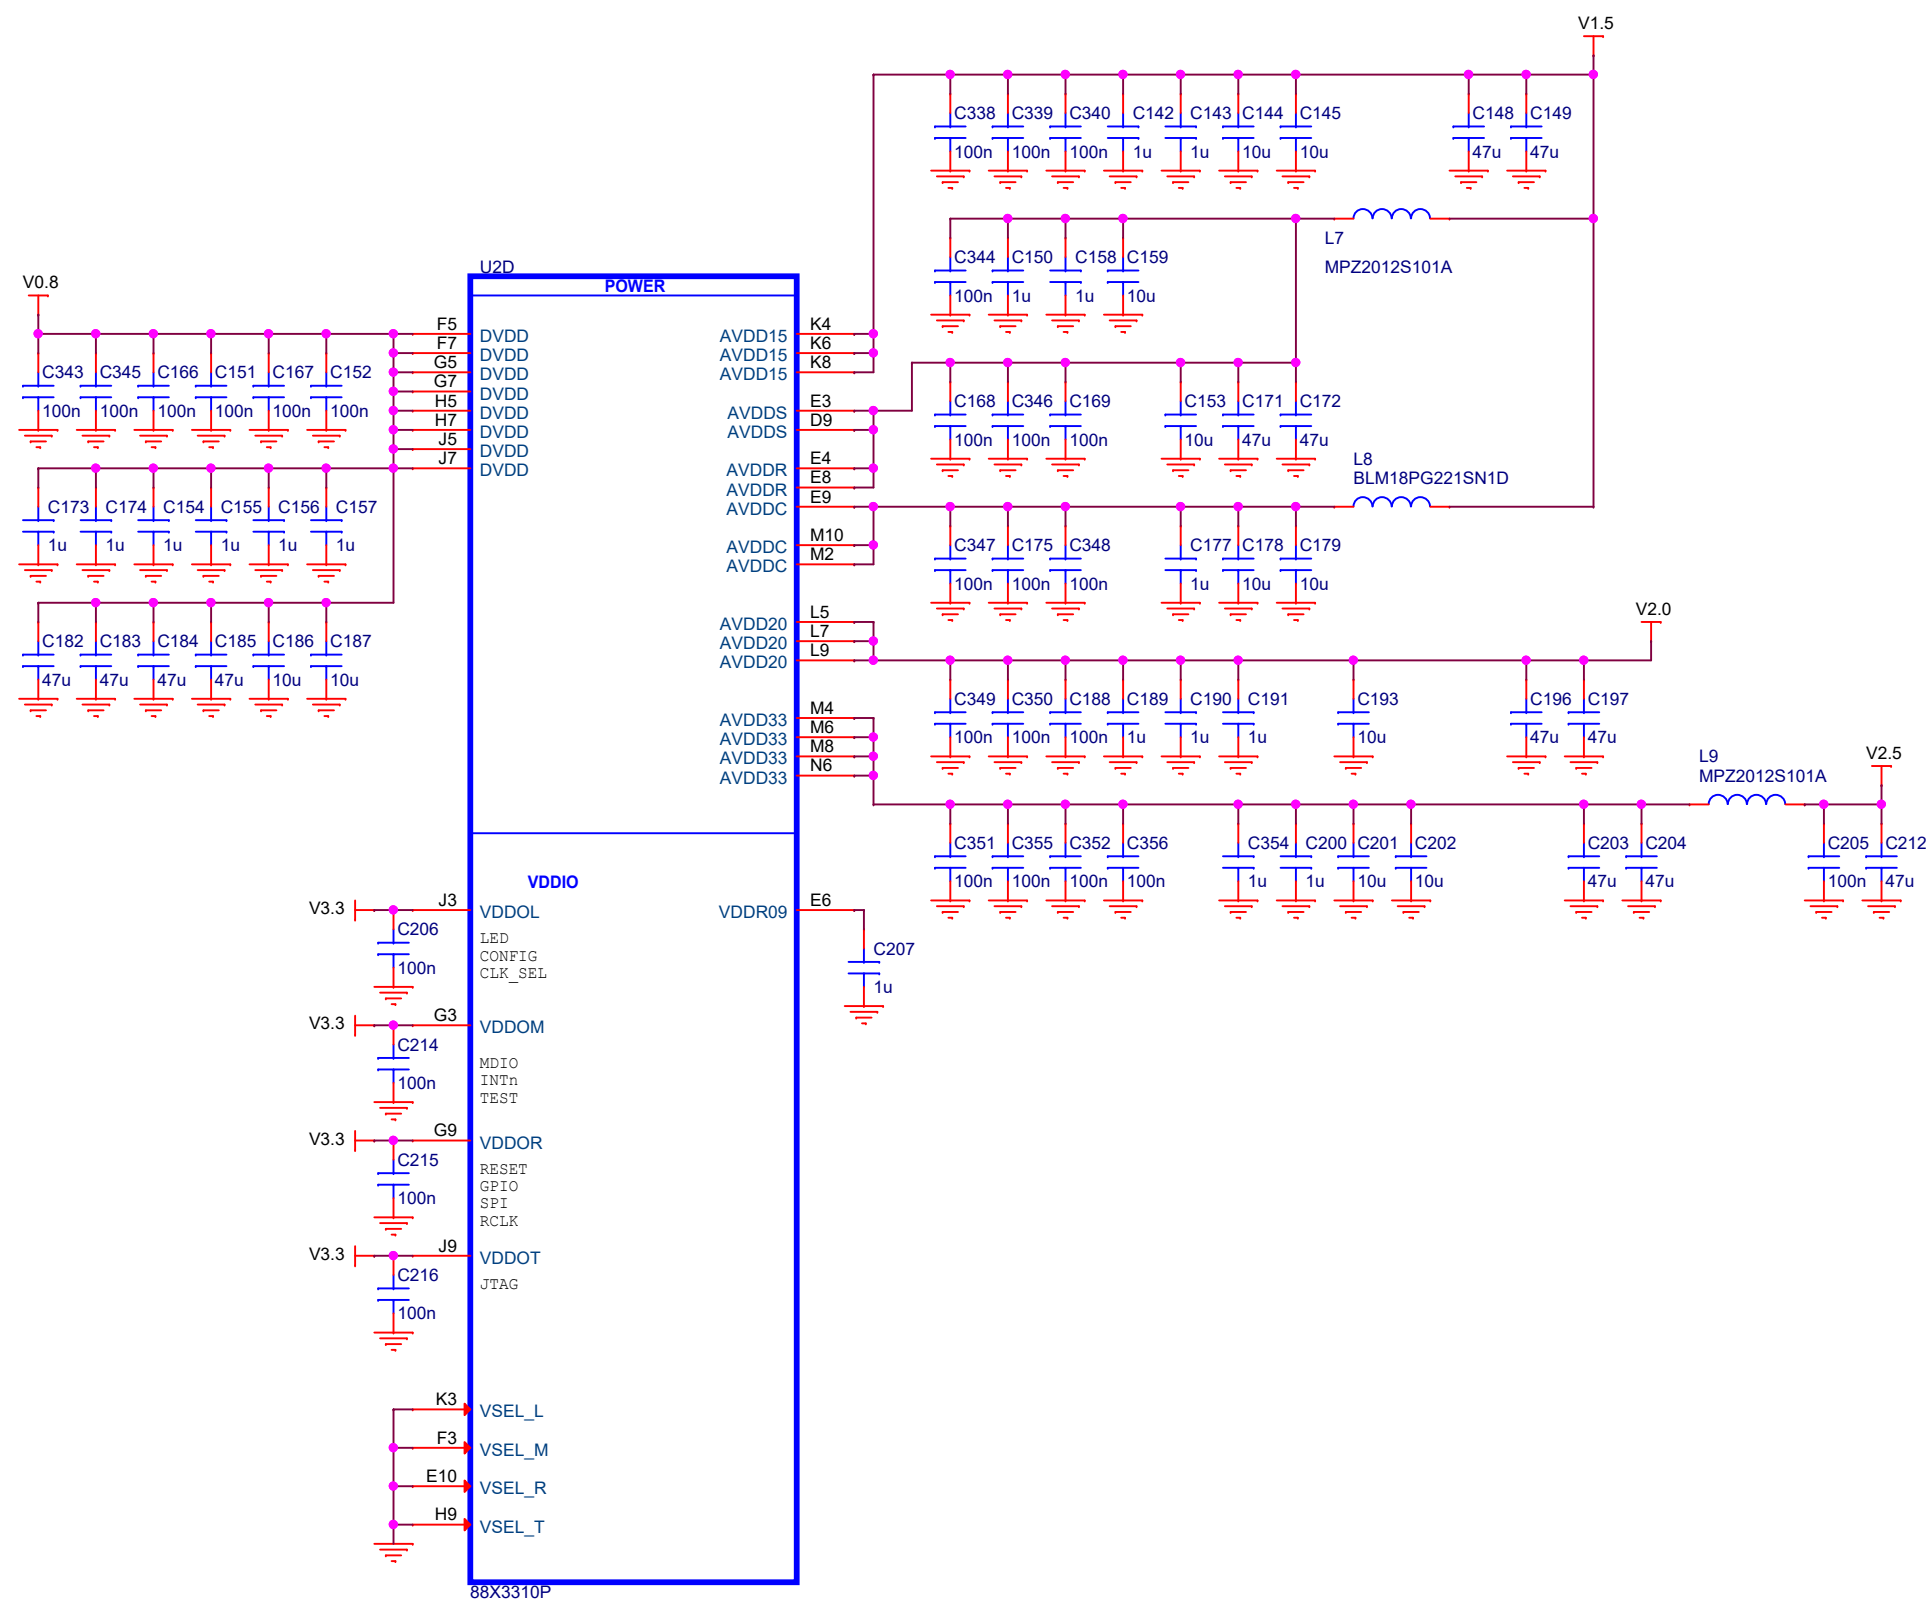 V1.5
C338 C339 C340 C142 C143 C144 C145 C148 C149
100n 100n 100n 1u 1u 10u 10u 47u 47u
L7
MPZ2012S101A
C344 C150 C158 C159
100n 1u 1u 10u
U2D
POWER
V0.8
F5 DVDD
F7 DVDD
G5 DVDD
G7 DVDD
H5 DVDD
H7 DVDD
J5 DVDD
J7 DVDD
C343 C345 C166 C151 C167 C152
100n 100n 100n 100n 100n 100n
C173 C174 C154 C155 C156 C157
1u 1u 1u 1u 1u 1u
C182 C183 C184 C185 C186 C187
47u 47u 47u 47u 10u 10u
AVDD15 K4
AVDD15 K6
AVDD15 K8
AVDDS E3
AVDDS D9
AVDDR E4
AVDDR E8
AVDDC E9
AVDDC M10
AVDDC M2
AVDD20 L5
AVDD20 L7
AVDD20 L9
AVDD33 M4
AVDD33 M6
AVDD33 M8
AVDD33 N6
C168 C346 C169 C153 C171 C172
100n 100n 100n 10u 47u 47u
L8
BLM18PG221SN1D
C347 C175 C348 C177 C178 C179
100n 100n 100n 1u 10u 10u
V2.0
C349 C350 C188 C189 C190 C191 C193 C196 C197
100n 100n 100n 1u 1u 1u 10u 47u 47u
L9
MPZ2012S101A
V2.5
C351 C355 C352 C356 C354 C200 C201 C202 C203 C204 C205 C212
100n 100n 100n 100n 1u 1u 10u 10u 47u 47u 100n 47u
VDDIO
V3.3 J3 VDDOL
C206
100n
LED
CONFIG
CLK_SEL
VDDR09 E6
C207
1u
V3.3 G3 VDDOM
C214
100n
MDIO
INTn
TEST
V3.3 G9 VDDOR
C215
100n
RESET
GPIO
SPI
RCLK
V3.3 J9 VDDOT
C216
100n
JTAG
K3 VSEL_L
F3 VSEL_M
E10 VSEL_R
H9 VSEL_T
88X3310P